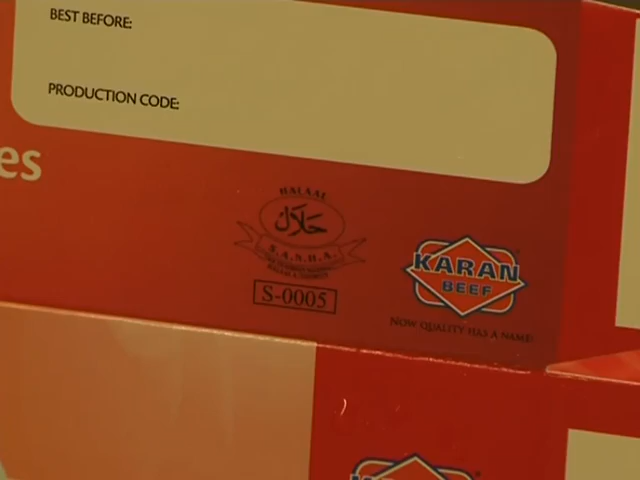 BEST BEFORE:
PRODUCTION CODE:
es
HALAAL
حلال
S.A.N.H.A.
S-0005
KARAN
BEEF
NOW QUALITY HAS A NAME